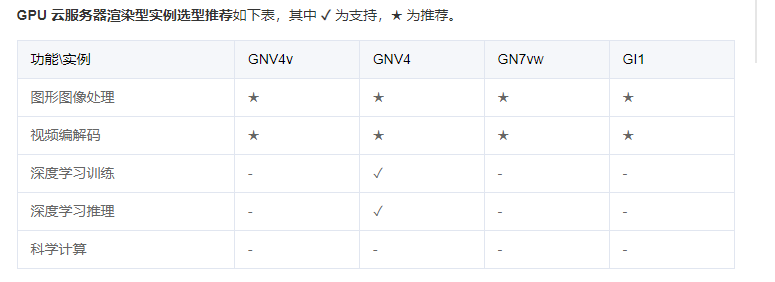 GPU 云服务器渲染型实例选型推荐如下表，其中 ✓ 为支持，★ 为推荐。
功能\实例 GNV4v GNV4 GN7vw GI1
图形图像处理 ★ ★ ★ ★
视频编解码 ★ ★ ★ ★
深度学习训练 - ✓ - -
深度学习推理 - ✓ - -
科学计算 - - - -